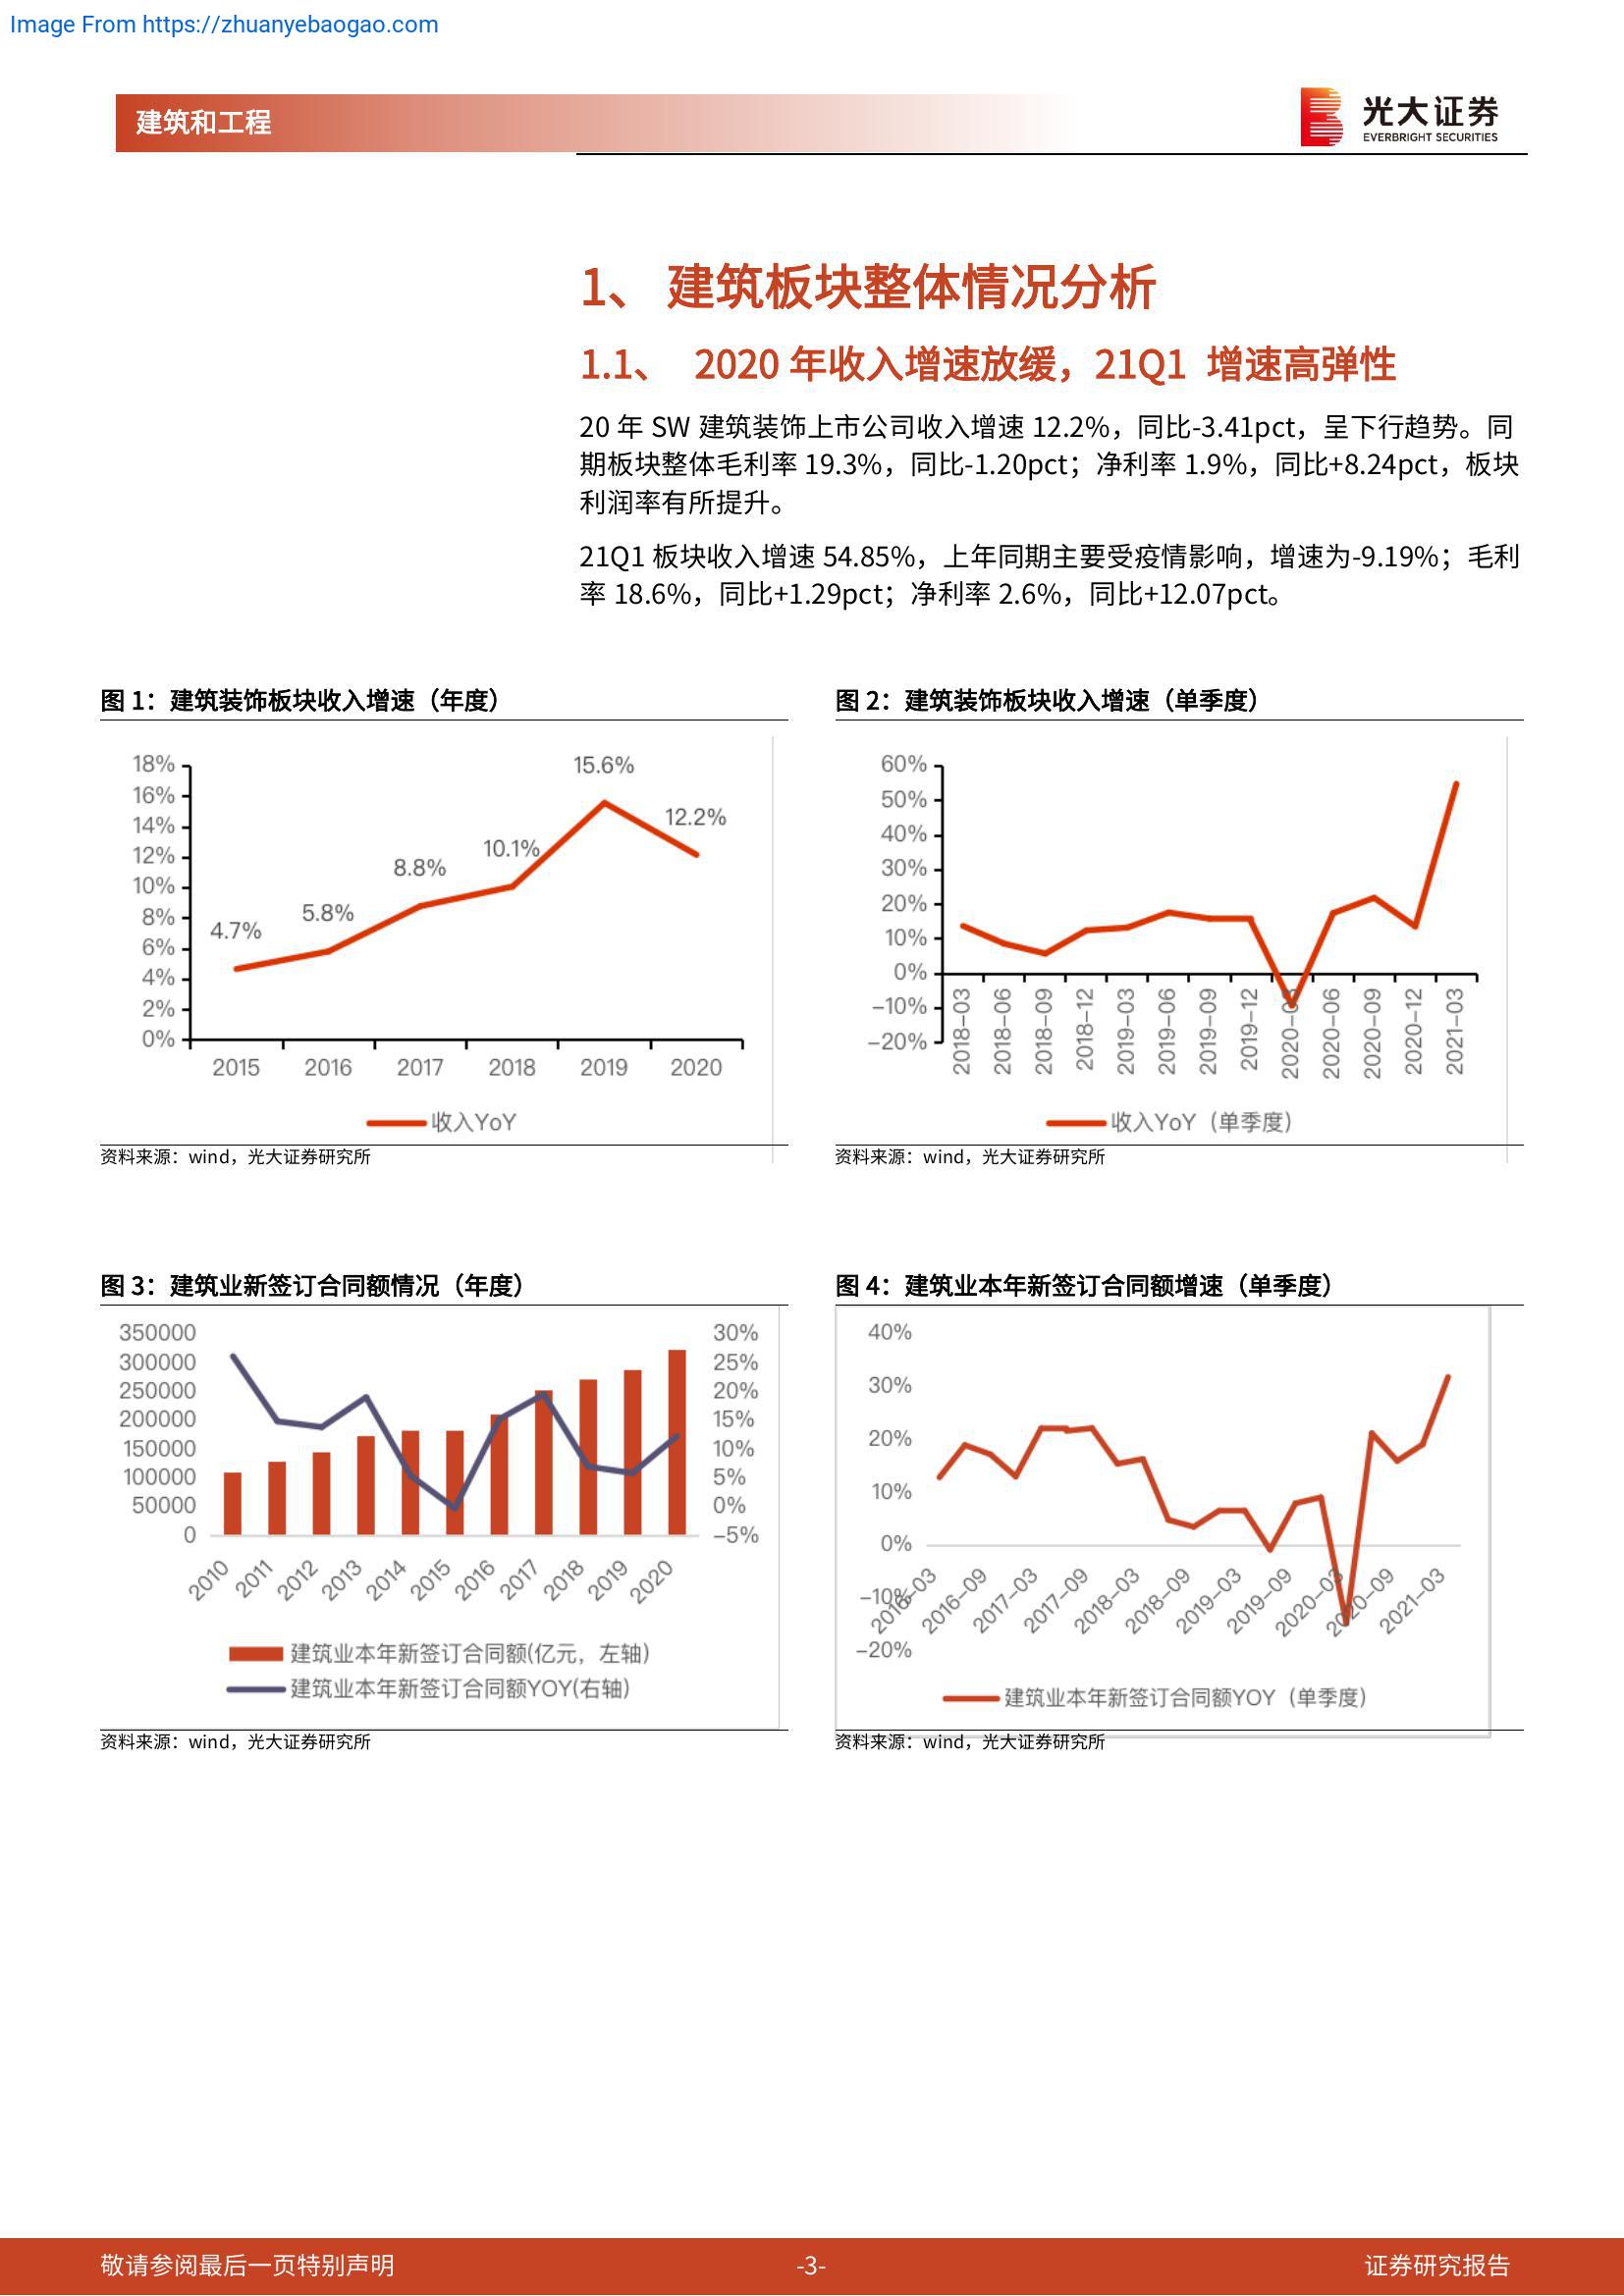 Image From https://zhuanyebaogao.com
建筑和工程
光大证券
EVERBRIGHT SECURITIES
1、 建筑板块整体情况分析
1.1、 2020 年收入增速放缓，21Q1 增速高弹性
20 年 SW 建筑装饰上市公司收入增速 12.2%，同比-3.41pct，呈下行趋势。同
期板块整体毛利率 19.3%，同比-1.20pct；净利率 1.9%，同比+8.24pct，板块
利润率有所提升。
21Q1 板块收入增速 54.85%，上年同期主要受疫情影响，增速为-9.19%；毛利
率 18.6%，同比+1.29pct；净利率 2.6%，同比+12.07pct。
图 1：建筑装饰板块收入增速（年度）
18%
16%
14%
12%
10%
8%
6%
4%
2%
0%
4.7%
5.8%
8.8%
10.1%
15.6%
12.2%
2015 2016 2017 2018 2019 2020
收入YoY
资料来源：wind，光大证券研究所
图 2：建筑装饰板块收入增速（单季度）
60%
50%
40%
30%
20%
10%
0%
-10%
-20%
2018-03 2018-06 2018-09 2018-12 2019-03 2019-06 2019-09 2019-12 2020-03 2020-06 2020-09 2020-12 2021-03
收入YoY（单季度）
资料来源：wind，光大证券研究所
图 3：建筑业新签订合同额情况（年度）
350000
300000
250000
200000
150000
100000
50000
0
30%
25%
20%
15%
10%
5%
0%
-5%
2010 2011 2012 2013 2014 2015 2016 2017 2018 2019 2020
建筑业本年新签订合同额(亿元，左轴)
建筑业本年新签订合同额YOY(右轴)
资料来源：wind，光大证券研究所
图 4：建筑业本年新签订合同额增速（单季度）
40%
30%
20%
10%
0%
-10%
-20%
2016-03 2016-09 2017-03 2017-09 2018-03 2018-09 2019-03 2019-09 2020-03 2020-09 2021-03
建筑业本年新签订合同额YOY（单季度）
资料来源：wind，光大证券研究所
敬请参阅最后一页特别声明
-3-
证券研究报告